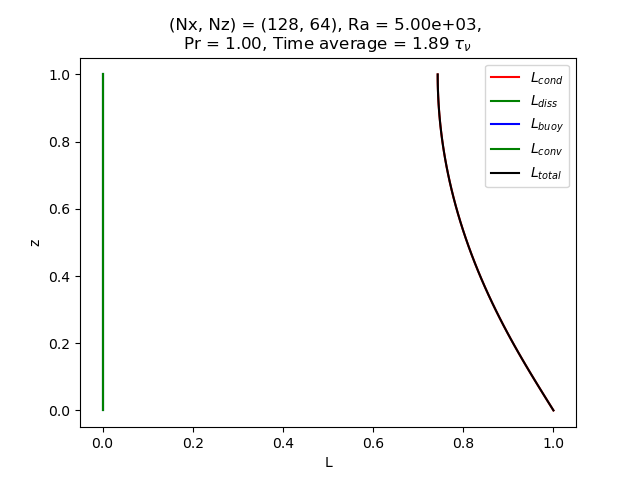 (Nx, Nz) = (128, 64), Ra = 5.00e+03,
Pr = 1.00, Time average = 1.89 τν
1.0
0.8
0.6
0.4
0.2
0.0
z
0.0 0.2 0.4 0.6 0.8 1.0
L
Lcond
Ldiss
Lbuoy
Lconv
Ltotal